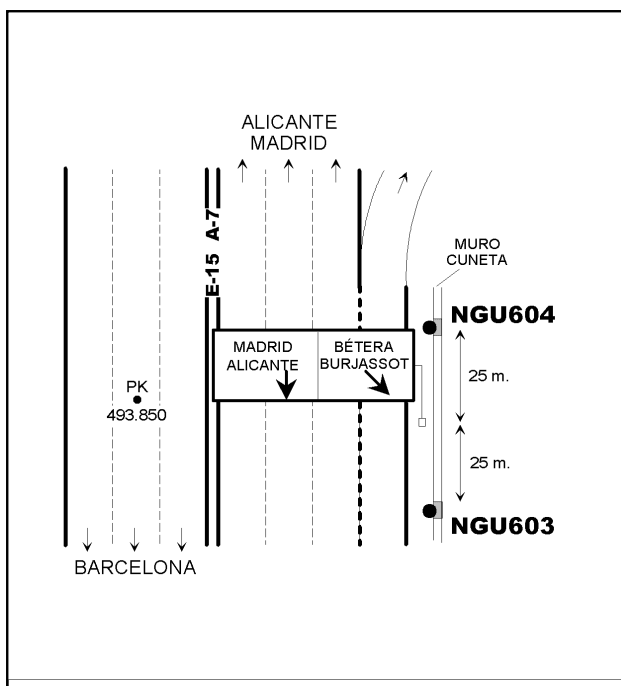 ALICANTE
MADRID
E-15 A-7
MURO
CUNETA
NGU604
MADRID
ALICANTE
BÉTERA
BURJASSOT
25 m.
PK
493.850
25 m.
NGU603
BARCELONA